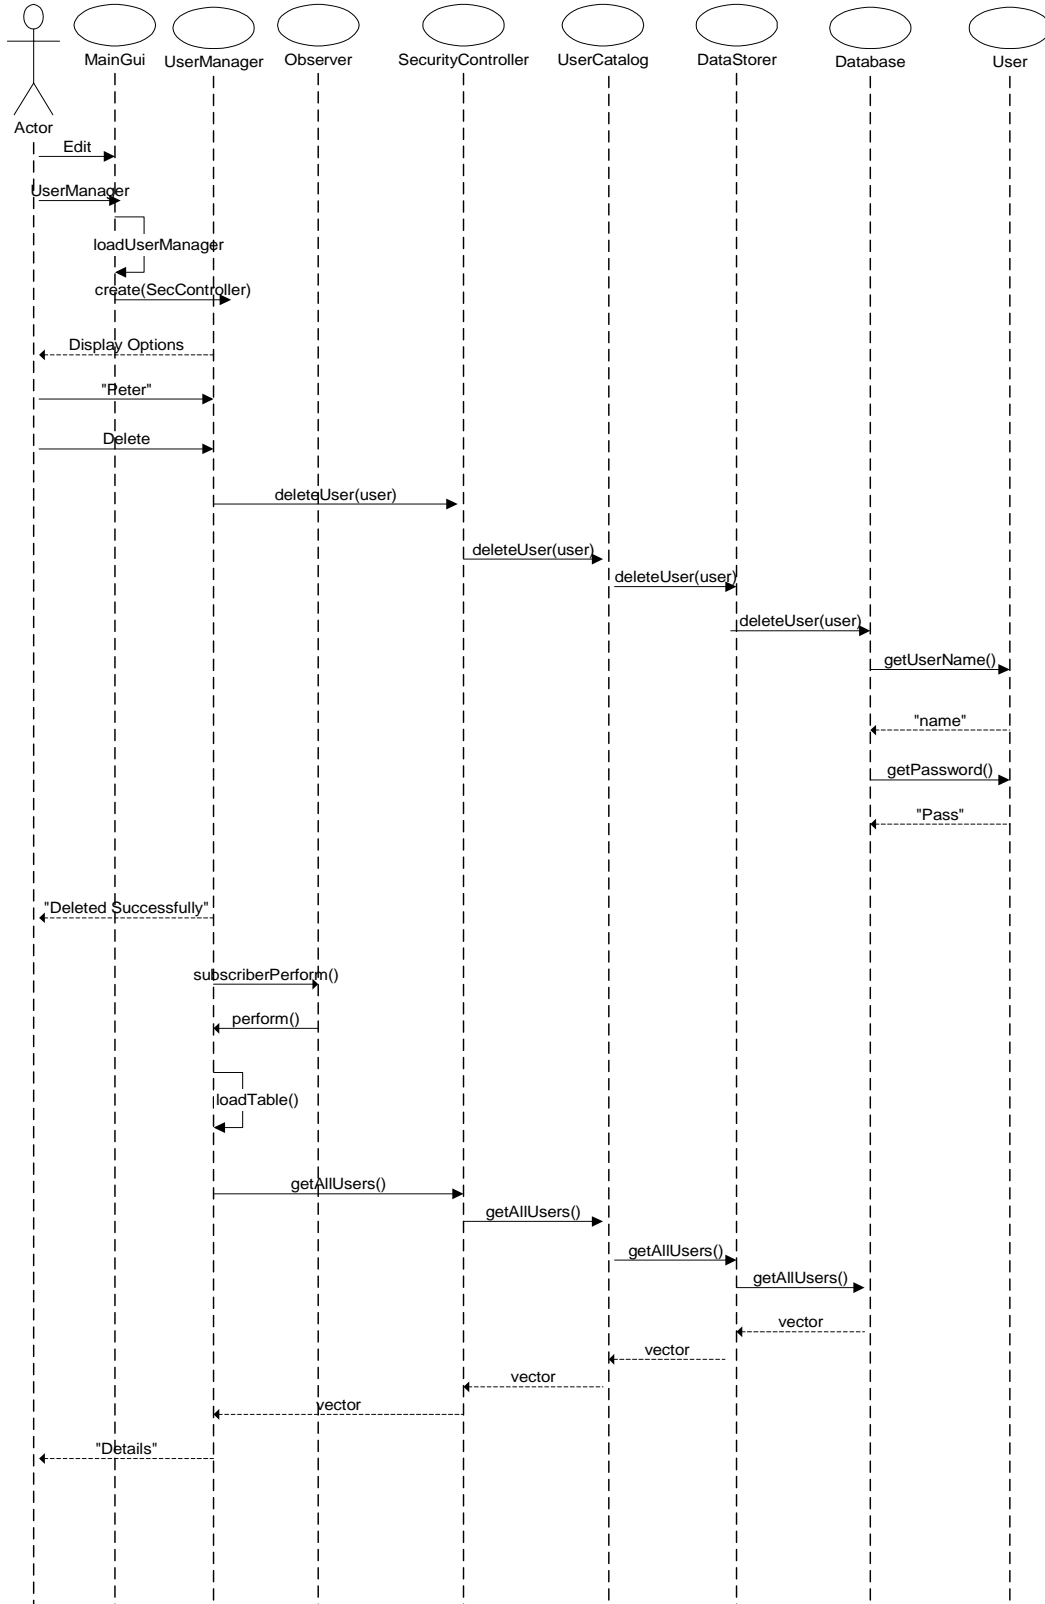 MainGui
UserManager
Observer
SecurityController
UserCatalog
DataStorer
Database
User
Actor
Edit
UserManager
loadUserManager
create(SecController)
Display Options
"Peter"
Delete
deleteUser(user)
deleteUser(user)
deleteUser(user)
deleteUser(user)
getUserName()
"name"
getPassword()
"Pass"
"Deleted Successfully"
subscriberPerform()
perform()
loadTable()
getAllUsers()
getAllUsers()
getAllUsers()
getAllUsers()
vector
vector
vector
vector
"Details"